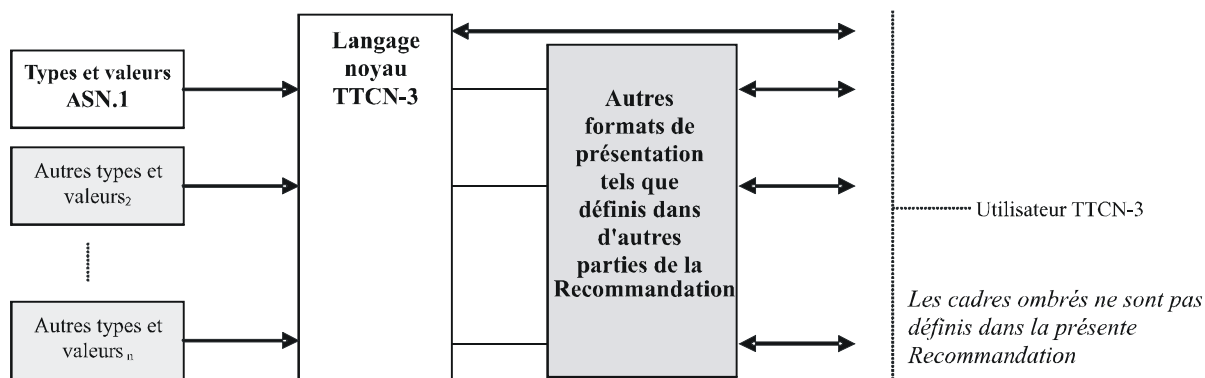 Types et valeurs
ASN.1
Autres types et
valeurs₂
Autres types et
valeurs ₙ
Langage
noyau
TTCN-3
Autres
formats de
présentation
tels que
définis dans
d'autres
parties de la
Recommandation
Utilisateur TTCN-3
Les cadres ombrés ne sont pas
définis dans la présente
Recommandation